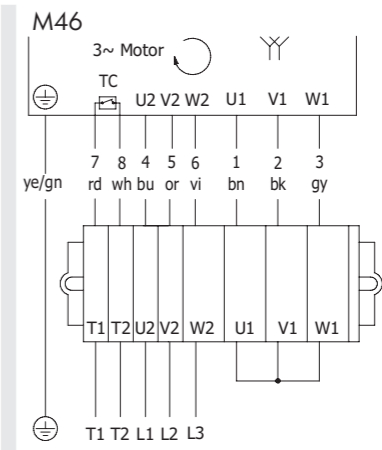 M46
3~ Motor
TC
U2 V2 W2 U1 V1 W1
7 8 4 5 6 1 2 3
ye/gn rd wh bu or vi bn bk gy
T1 T2 U2 V2 W2 U1 V1 W1
T1 T2 L1 L2 L3